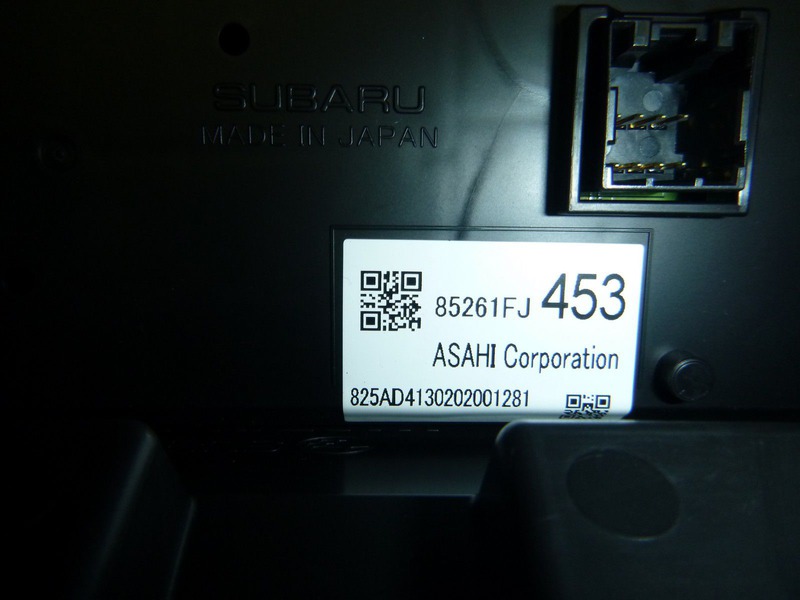 SUBARU
MADE IN JAPAN
85261FJ 453
ASAHI Corporation
825AD4130202001281